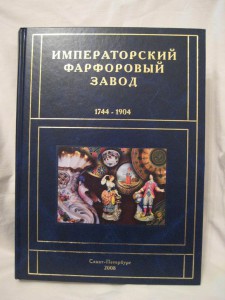 ИМПЕРАТОРСКИЙ
ФАРФОРОВЫЙ
ЗАВОД
1744 - 1904
Санкт-Петербург
2008